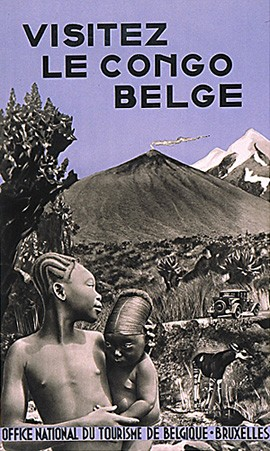 VISITEZ
LE CONGO
BELGE
OFFICE NATIONAL DU TOURISME DE BELGIQUE-BRUXELLES